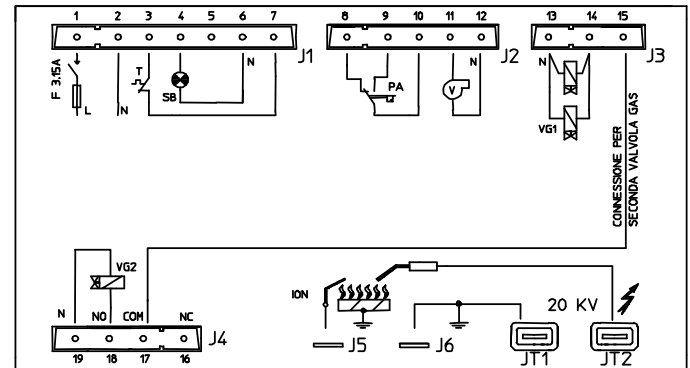 1 2 3 4 5 6 7
J1
8 9 10 11 12
J2
13 14 15
J3
F 3.15A
L
N
T
SB
N
PA
V
N
N
VG1
CONNESSIONE PER
SECONDA VALVOLA GAS
VG2
N NO COM NC
J4
19 18 17 16
ION
J5
J6
20 KV
JT1
JT2